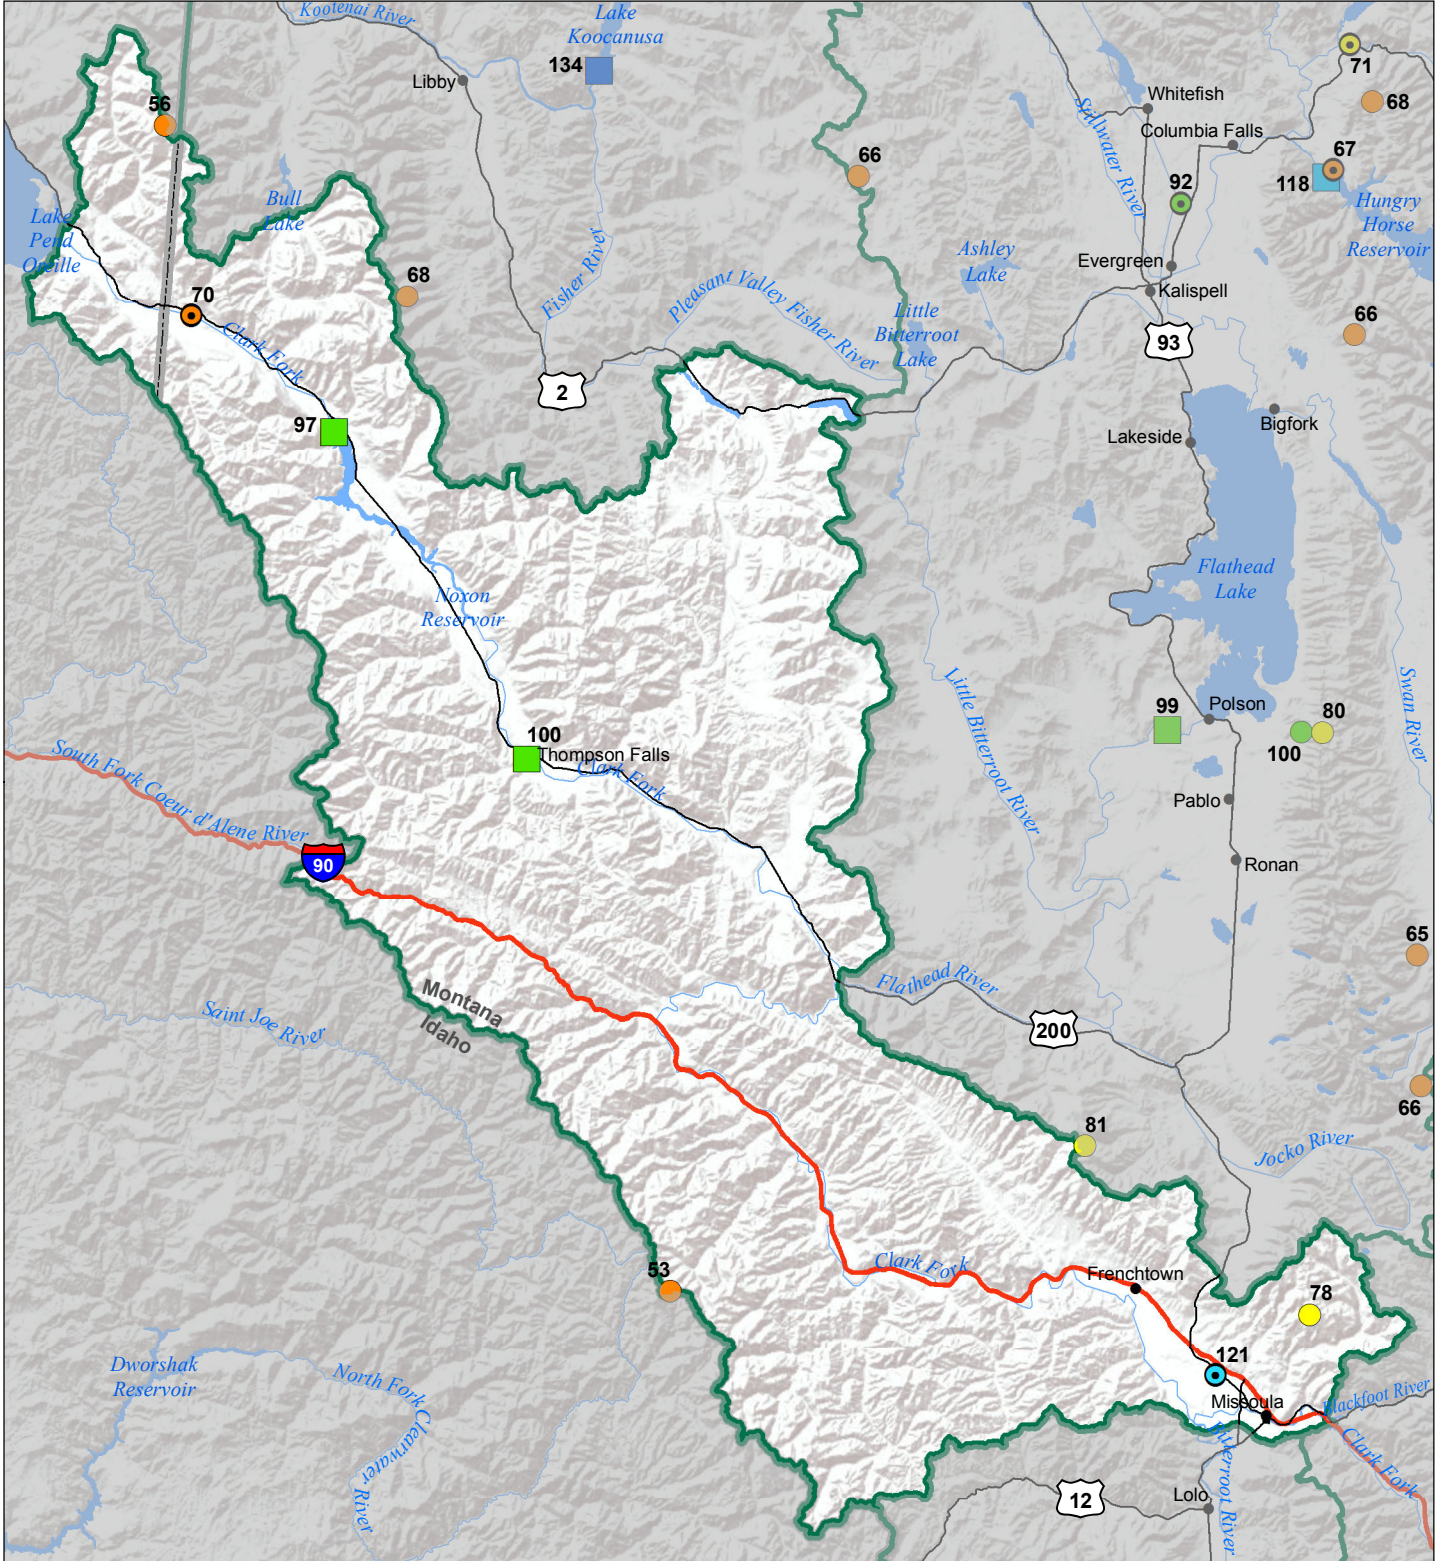 Kootenai River
Lake
Koocanusa
134
Libby
71
68
Whitefish
Columbia Falls
Stillwater River
56
66
67
118
92
Hungry
Horse
Reservoir
Bull
Lake
Lake
Pend
Oreille
Ashley
Lake
Evergreen
Kalispell
68
70
Fisher River
Pleasant Valley Fisher River
Little
Bitterroot
Lake
66
93
Clark Fork
2
97
Lakeside
Bigfork
Flathead
Lake
Noxon
Reservoir
Little Bitterroot River
Swan River
99
Polson
80
100
100
Thompson Falls
Clark Fork
South Fork Coeur d'Alene River
Pablo
90
Ronan
65
Flathead River
Montana
Idaho
Saint Joe River
200
66
81
Jocko River
53
Clark Fork
Frenchtown
78
121
Missoula
Dworshak
Reservoir
North Fork Clearwater
River
Blackfoot River
Bitterroot River
Clark Fork
12
Lolo